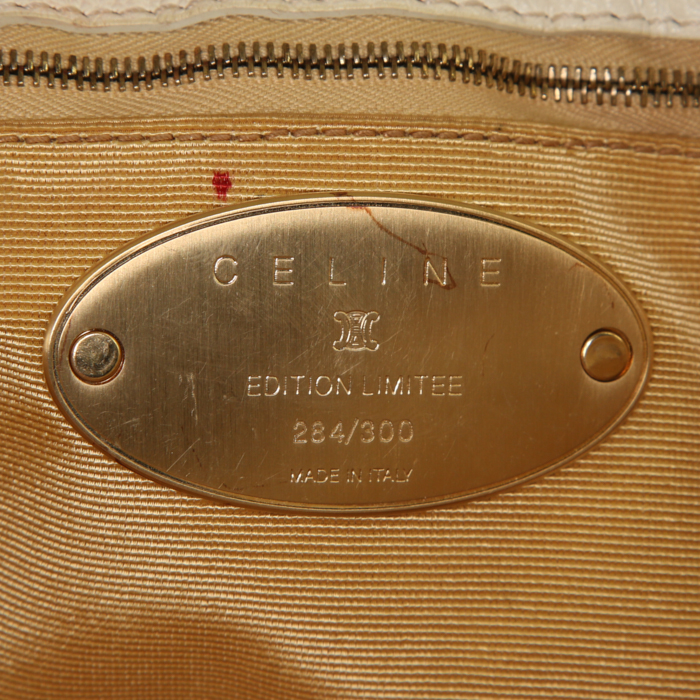 CELINE
EDITION LIMITEE
284/300
MADE IN ITALY